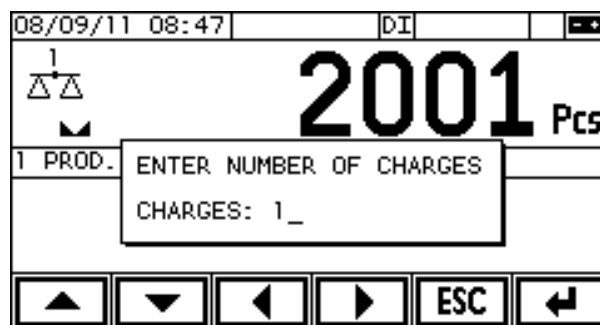 08/09/11 08:47 DI
1
2001 Pcs
1 PROD.
ENTER NUMBER OF CHARGES
CHARGES: 1_
ESC